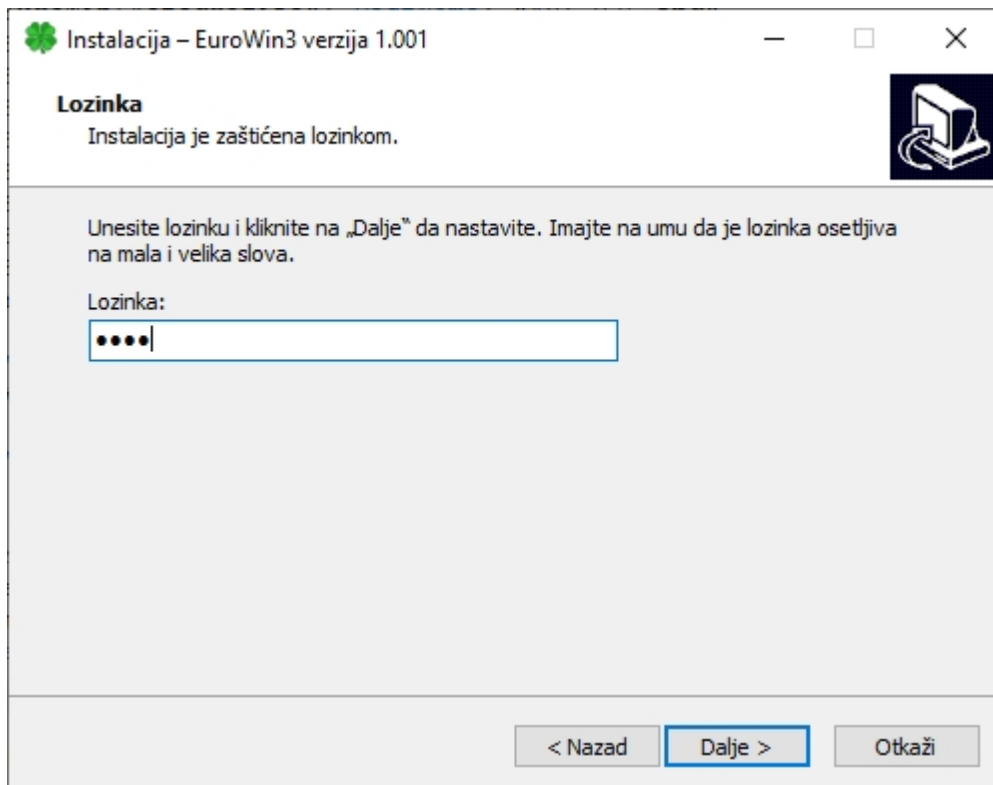 Instalacija – EuroWin3 verzija 1.001
Lozinka
Instalacija je zaštićena lozinkom.
Unesite lozinku i kliknite na „Dalje“ da nastavite. Imajte na umu da je lozinka osetljiva
na mala i velika slova.
Lozinka:
••••
< Nazad
Dalje >
Otkaži